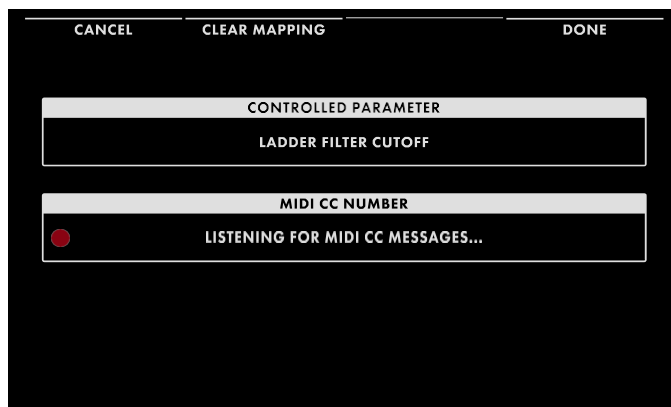 CANCEL CLEAR MAPPING DONE
CONTROLLED PARAMETER
LADDER FILTER CUTOFF
MIDI CC NUMBER
LISTENING FOR MIDI CC MESSAGES...